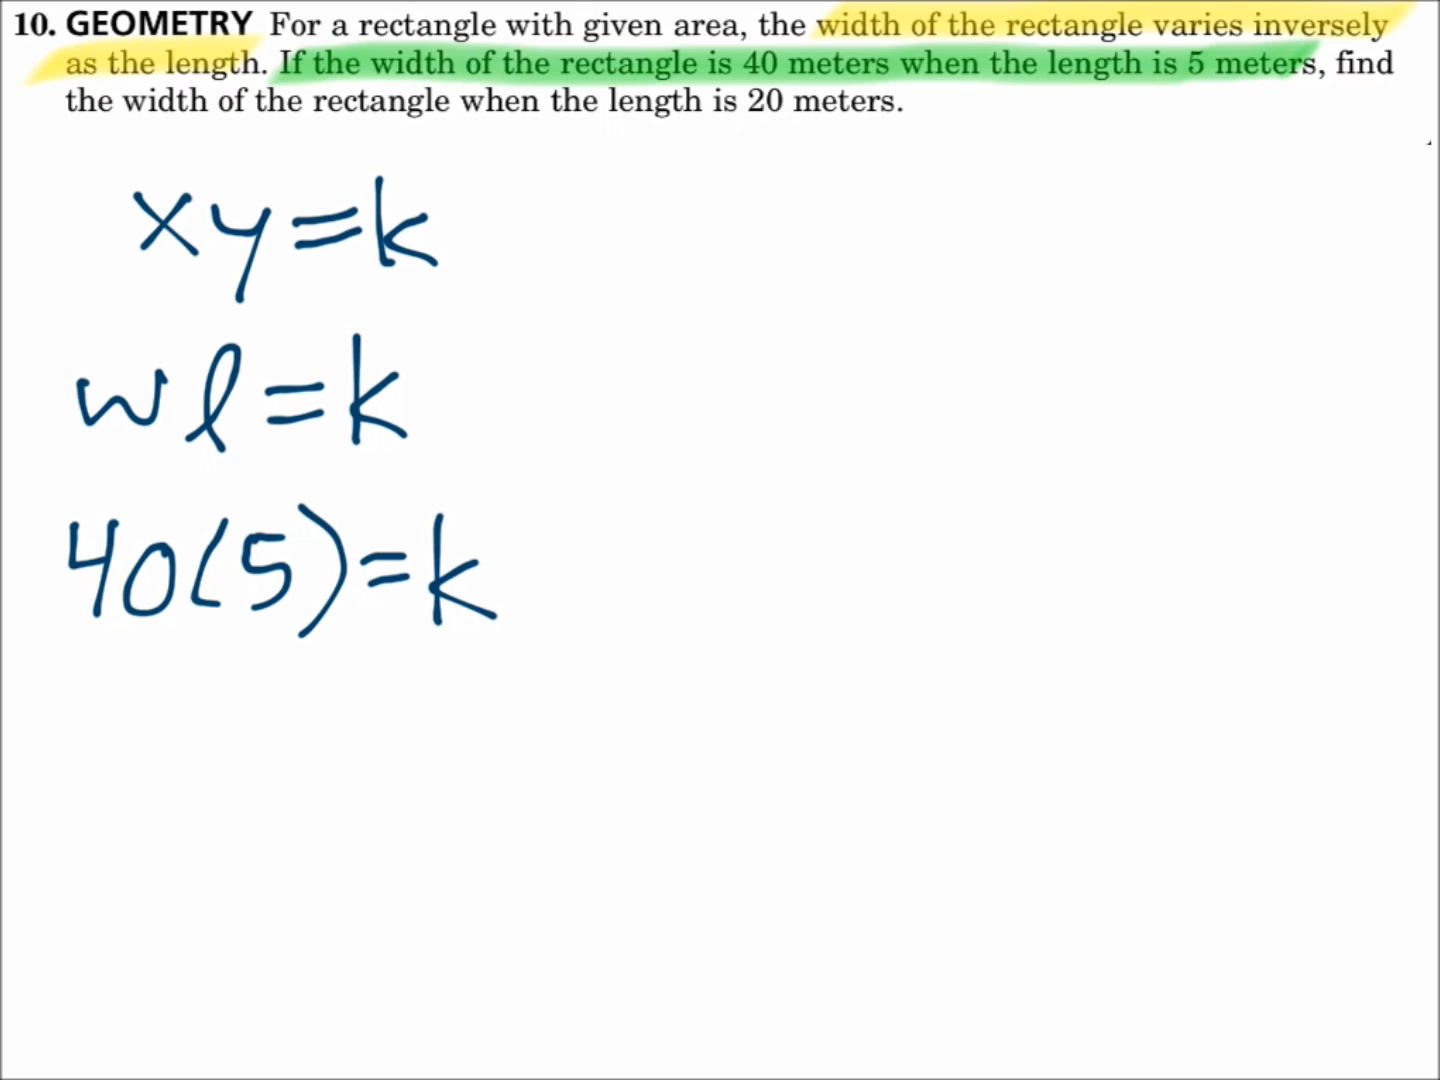 10. GEOMETRY For a rectangle with given area, the width of the rectangle varies inversely
as the length. If the width of the rectangle is 40 meters when the length is 5 meters, find
the width of the rectangle when the length is 20 meters.
xy=k
wl=k
40(5)=k